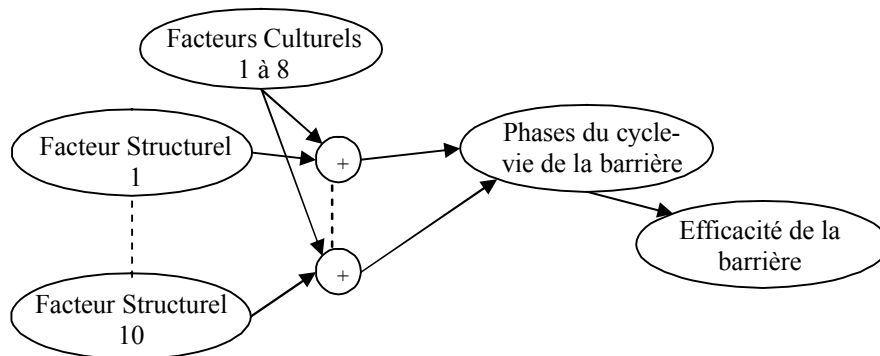 Facteurs Culturels
1 à 8
Facteur Structurel
1
+
Phases du cycle-
vie de la barrière
Facteur Structurel
10
+
Efficacité de la
barrière